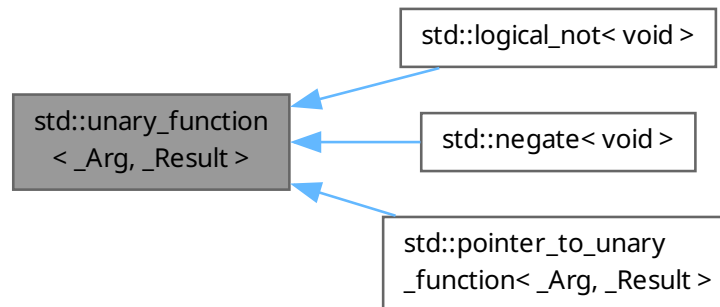 std::logical_not< void >
std::unary_function
< _Arg, _Result >
std::negate< void >
std::pointer_to_unary
_function< _Arg, _Result >